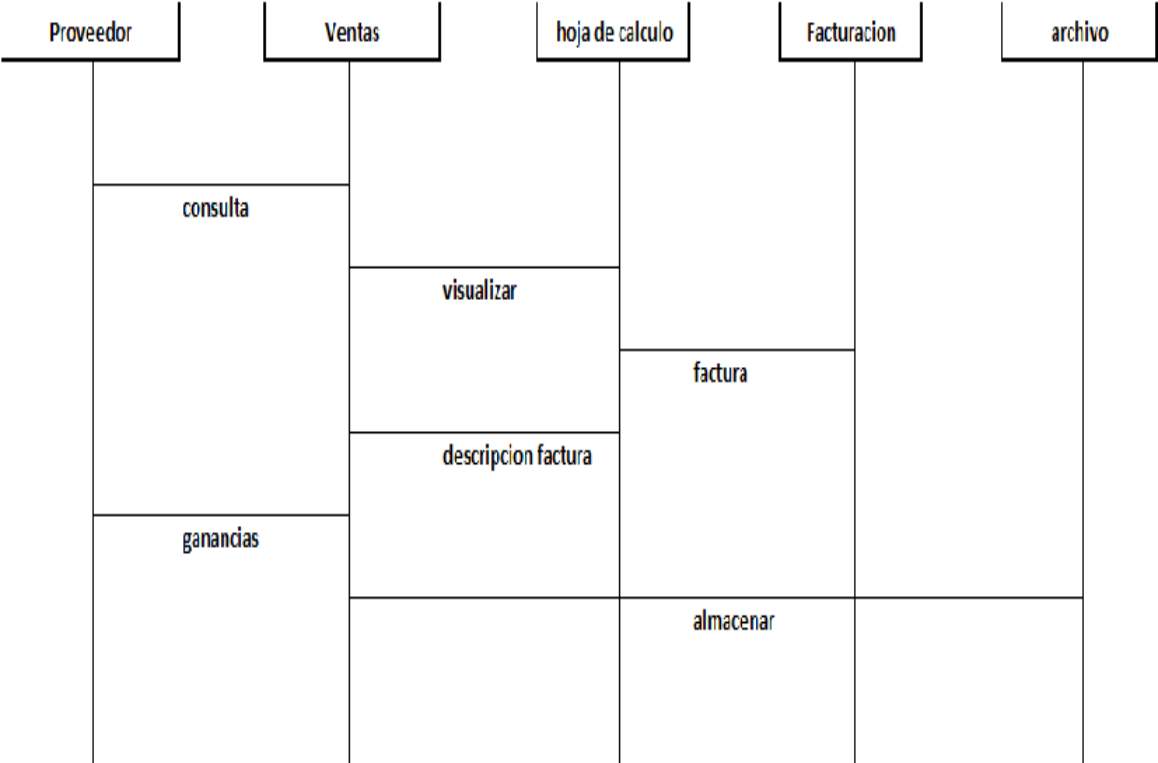 Proveedor
Ventas
hoja de calculo
Facturacion
archivo
consulta
visualizar
factura
descripcion factura
ganancias
almacenar